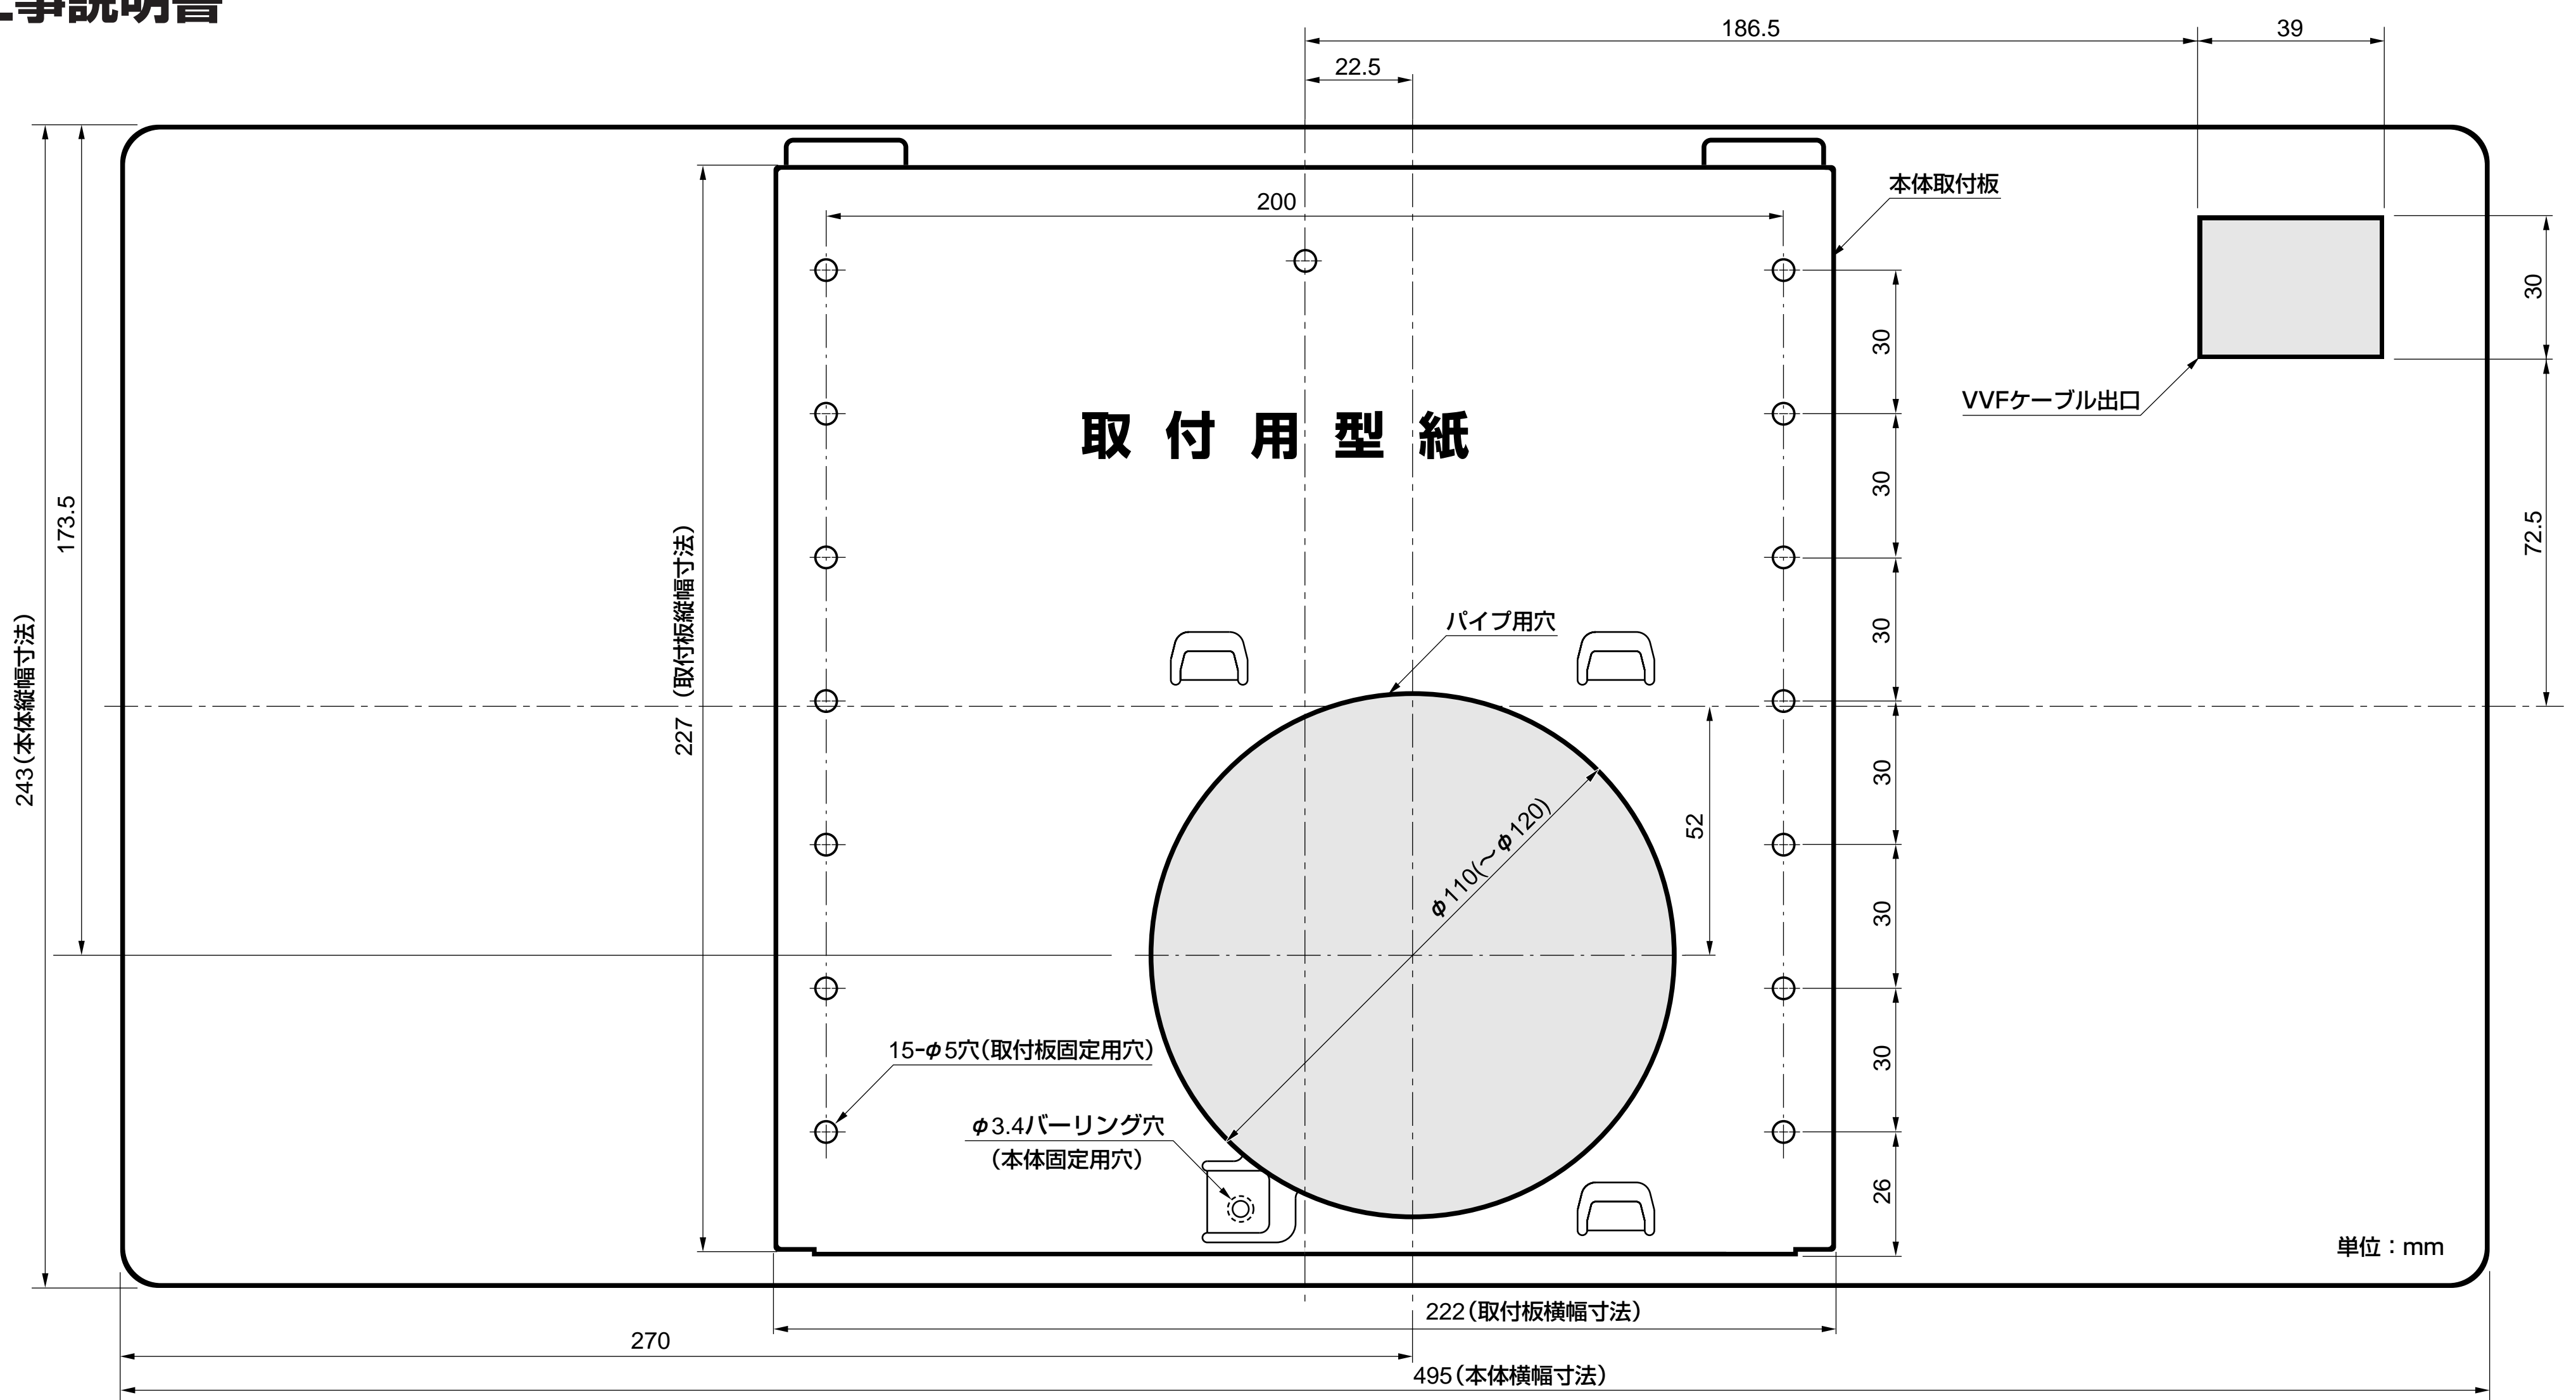 工事説明書
186.5
39
22.5
本体取付板
200
30
30
VVFケーブル出口
取付用型紙
30
173.5
72.5
227（取付板縦幅寸法）
243（本体縦幅寸法）
パイプ用穴
30
30
52
φ110(～φ120)
30
15-φ5穴（取付板固定用穴）
30
φ3.4バーリング穴
（本体固定用穴）
26
単位：mm
222（取付板横幅寸法）
270
495（本体横幅寸法）